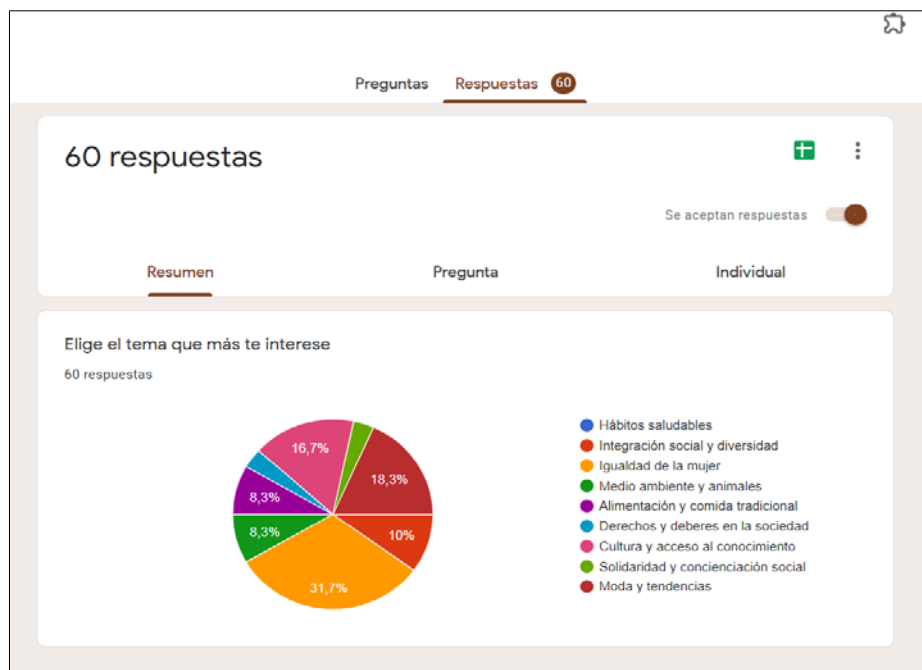 Preguntas Respuestas 60
60 respuestas
Se aceptan respuestas
Resumen Pregunta Individual
Elige el tema que más te interese
60 respuestas
16,7%
18,3%
8,3%
8,3%
10%
31,7%
Hábitos saludables
Integración social y diversidad
Igualdad de la mujer
Medio ambiente y animales
Alimentación y comida tradicional
Derechos y deberes en la sociedad
Cultura y acceso al conocimiento
Solidaridad y concienciación social
Moda y tendencias